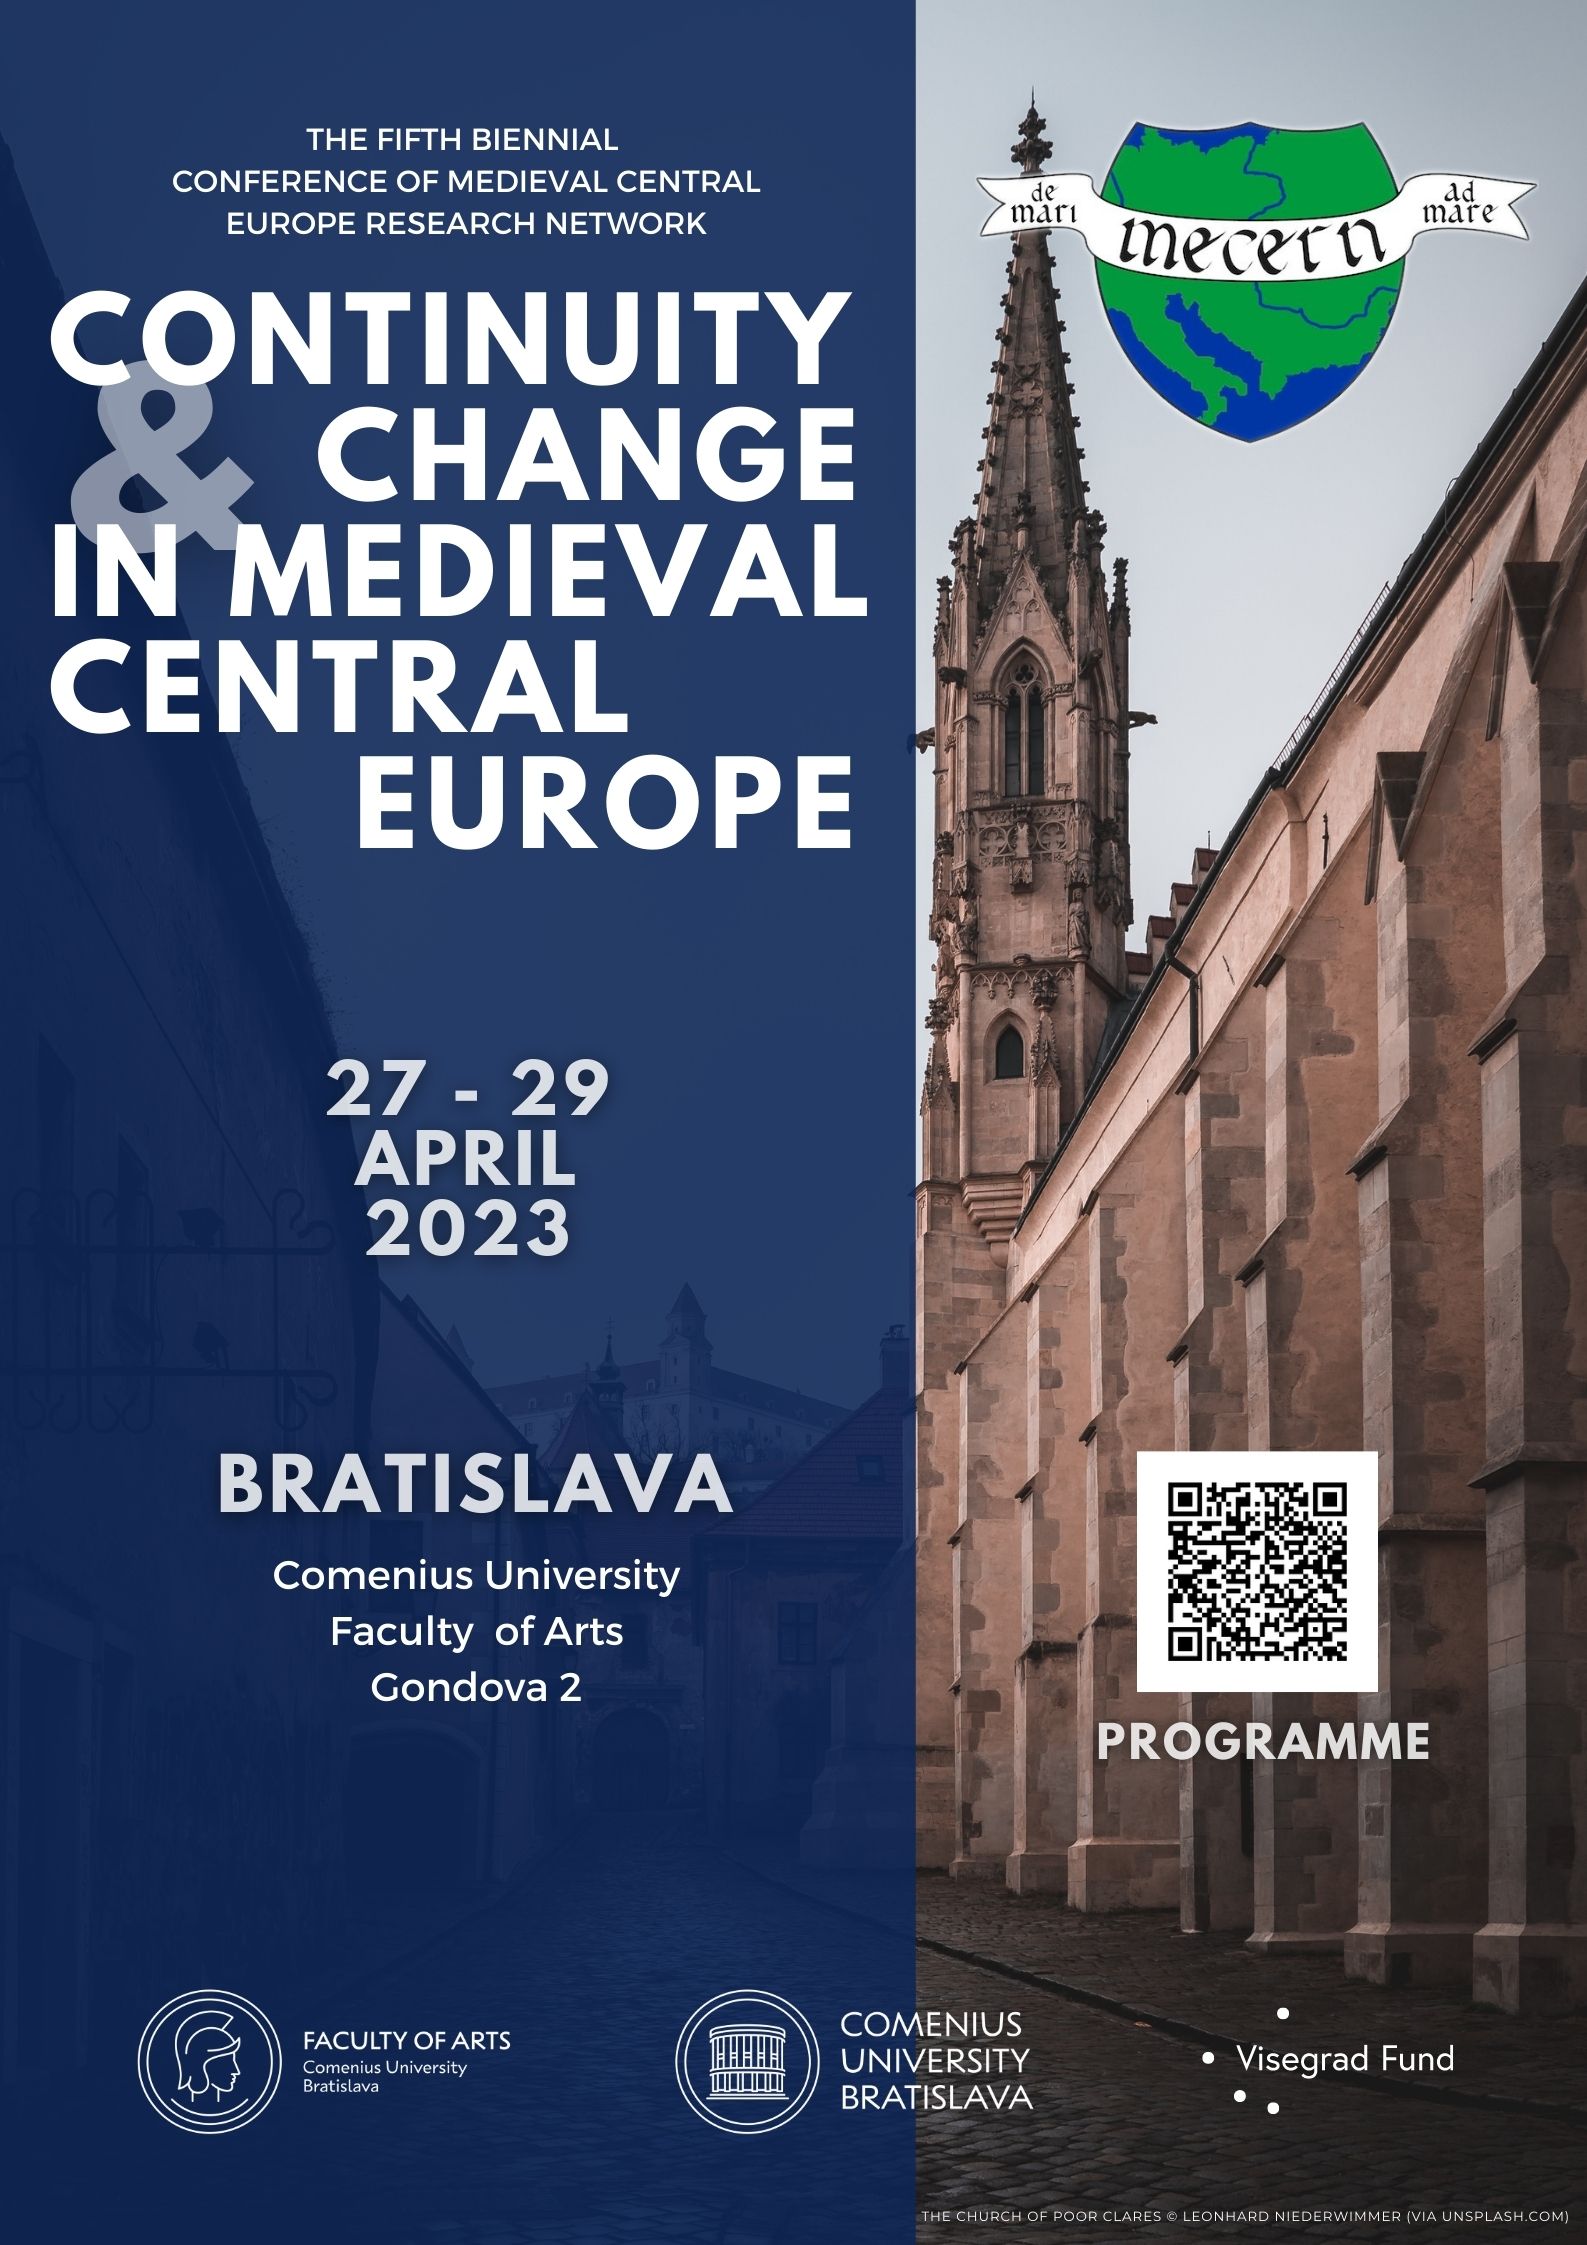 THE FIFTH BIENNIAL
CONFERENCE OF MEDIEVAL CENTRAL
EUROPE RESEARCH NETWORK
CONTINUITY
& CHANGE
IN MEDIEVAL
CENTRAL
EUROPE
27 - 29
APRIL
2023
BRATISLAVA
Comenius University
Faculty of Arts
Gondova 2
de
mari
mecern
ad
mare
PROGRAMME
FACULTY OF ARTS
Comenius University
Bratislava
COMENIUS
UNIVERSITY
BRATISLAVA
Visegrad Fund
THE CHURCH OF POOR CLARES © LEONHARD NIEDERWIMMER (VIA UNSPLASH.COM)